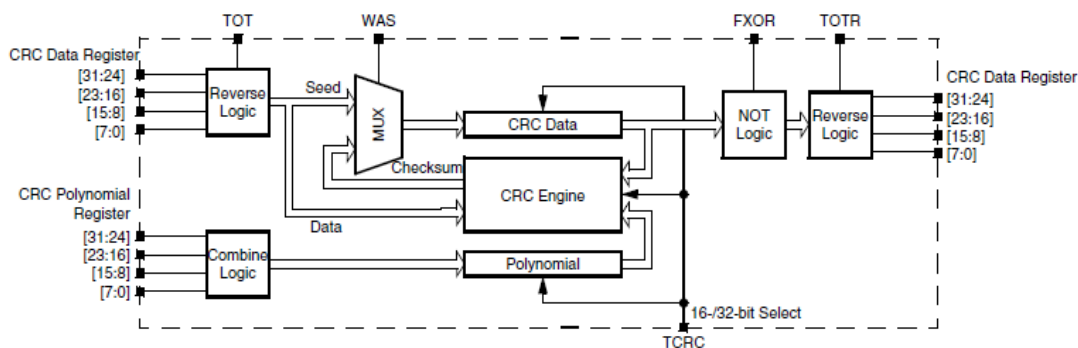 TOT
WAS
FXOR
TOTR
CRC Data Register
[31:24]
[23:16]
[15:8]
[7:0]
Reverse
Logic
Seed
MUX
CRC Data
NOT
Logic
Reverse
Logic
CRC Data Register
[31:24]
[23:16]
[15:8]
[7:0]
Checksum
CRC Engine
CRC Polynomial
Register
[31:24]
[23:16]
[15:8]
[7:0]
Data
Combine
Logic
Polynomial
16-/32-bit Select
TCRC